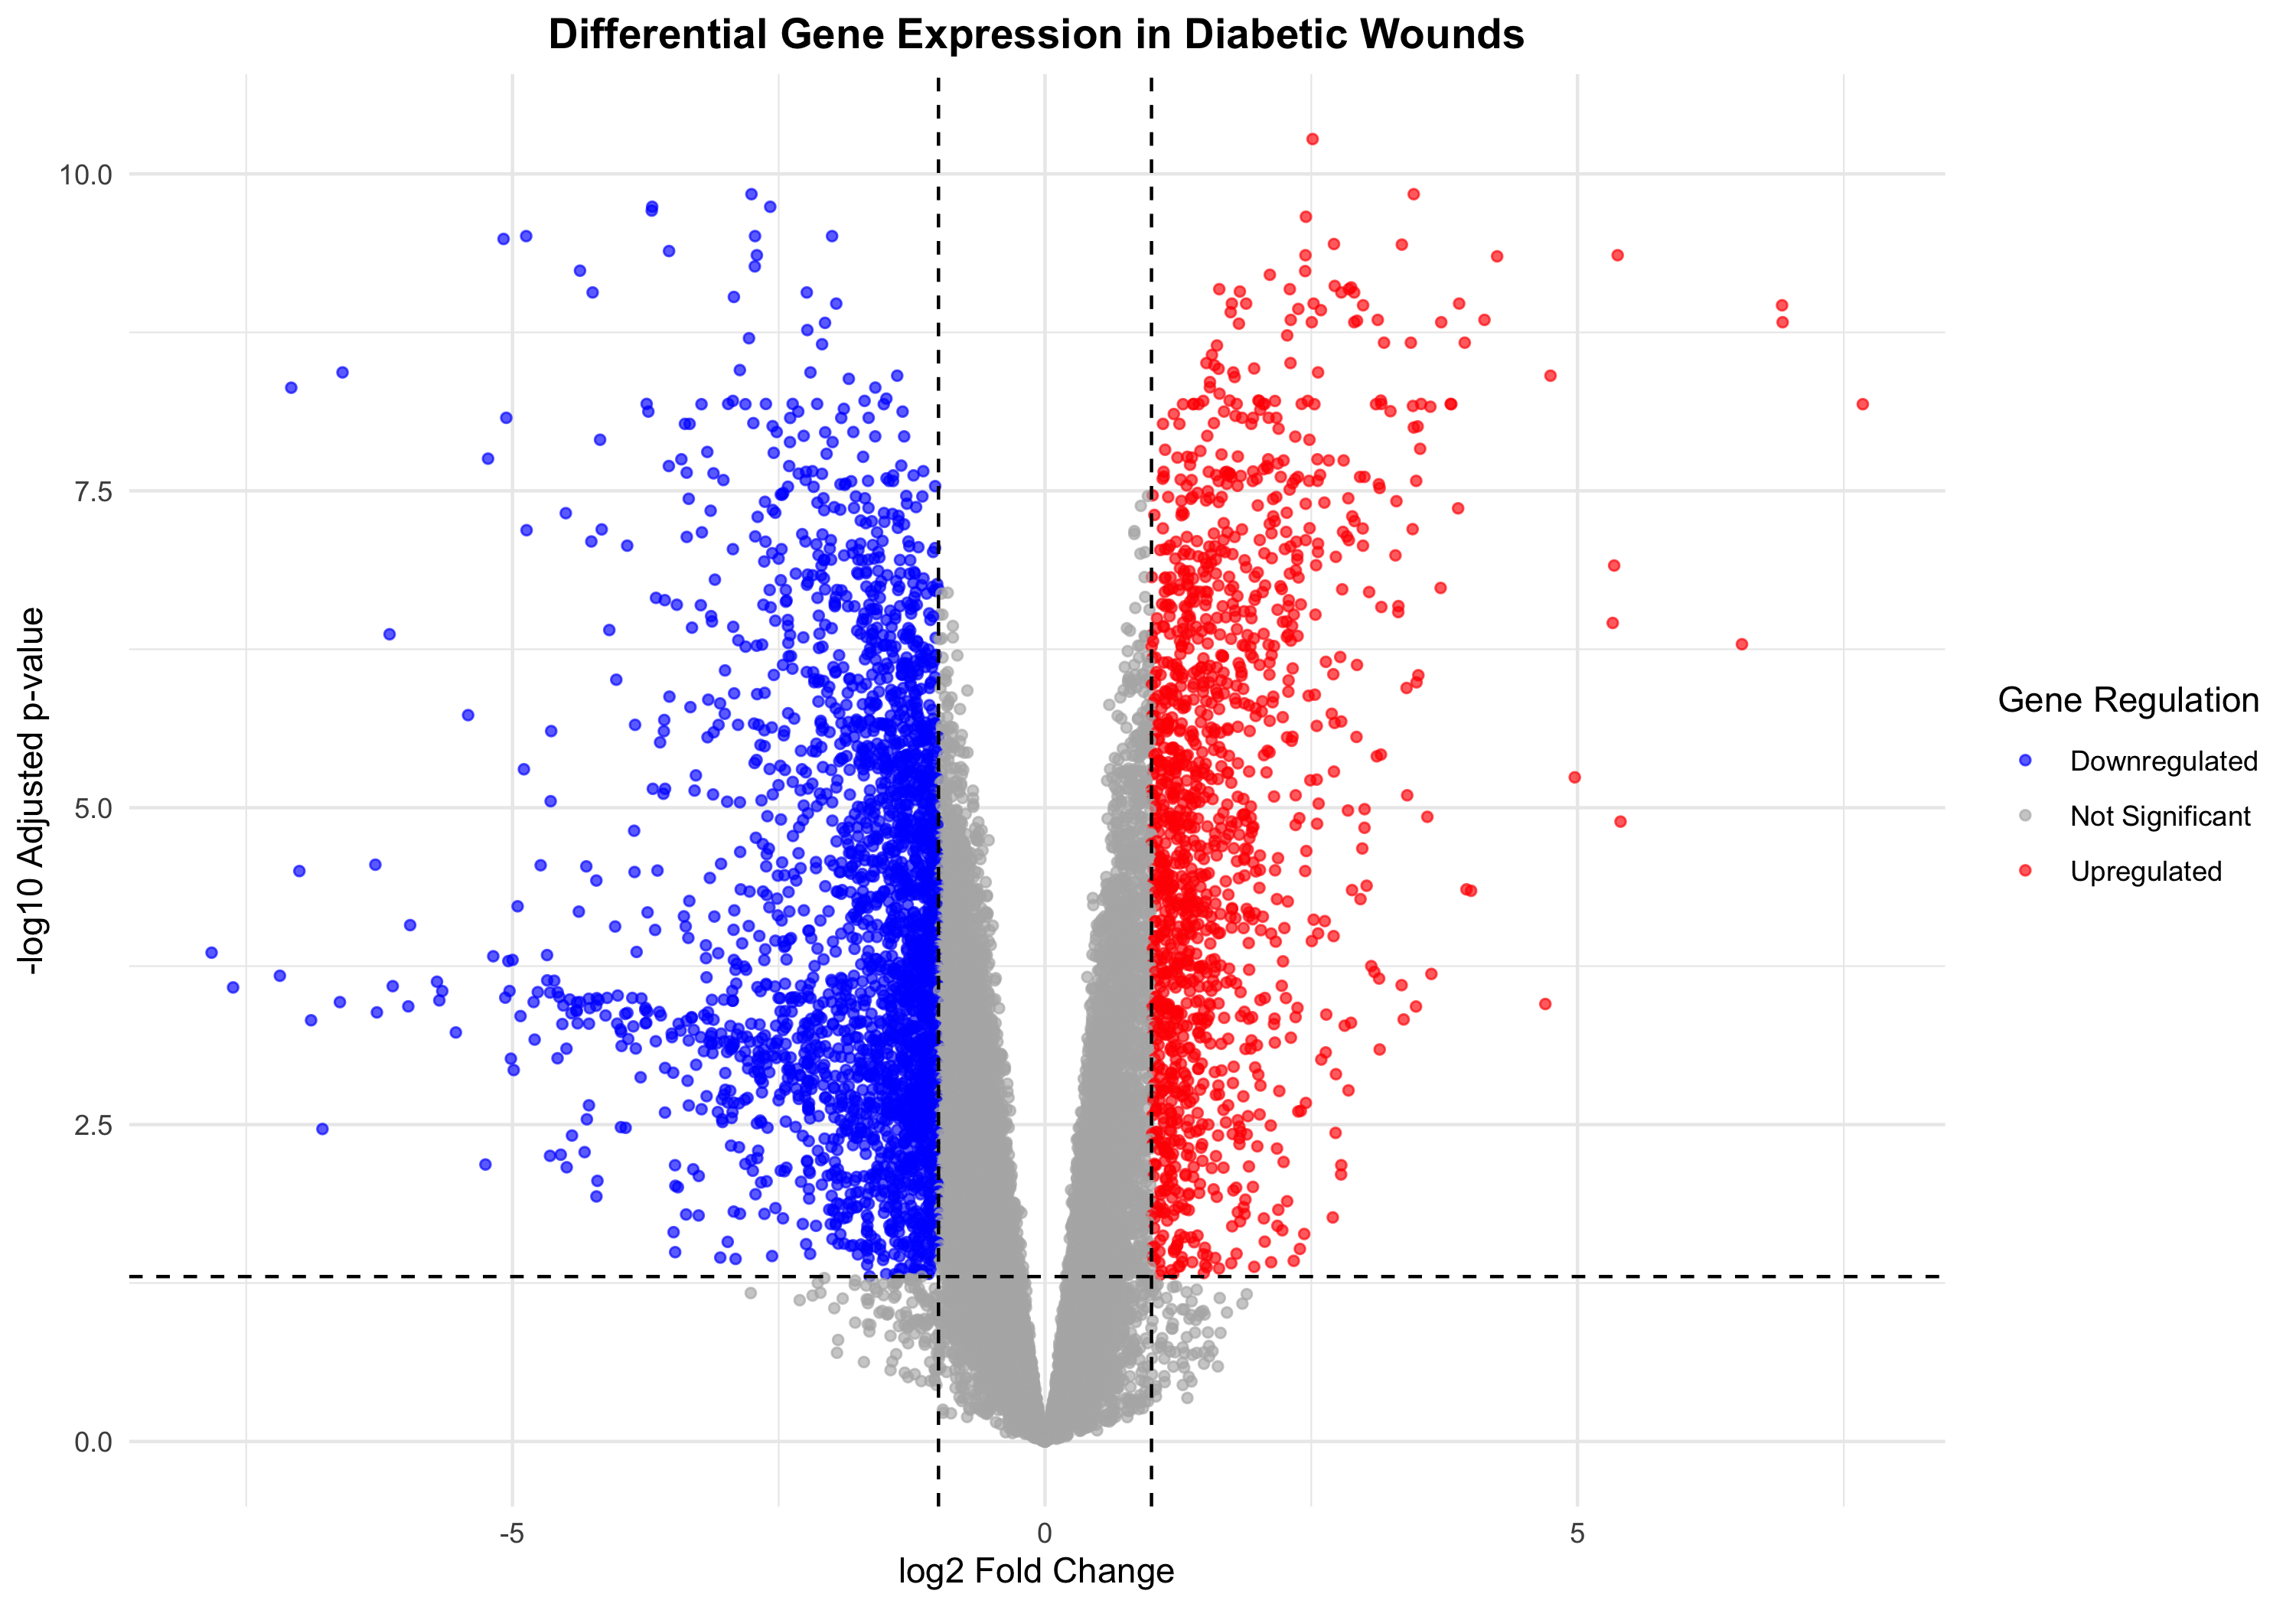 Differential Gene Expression in Diabetic Wounds
-log10 Adjusted p-value
10.0
7.5
5.0
2.5
0.0
-5
0
5
log2 Fold Change
Gene Regulation
Downregulated
Not Significant
Upregulated